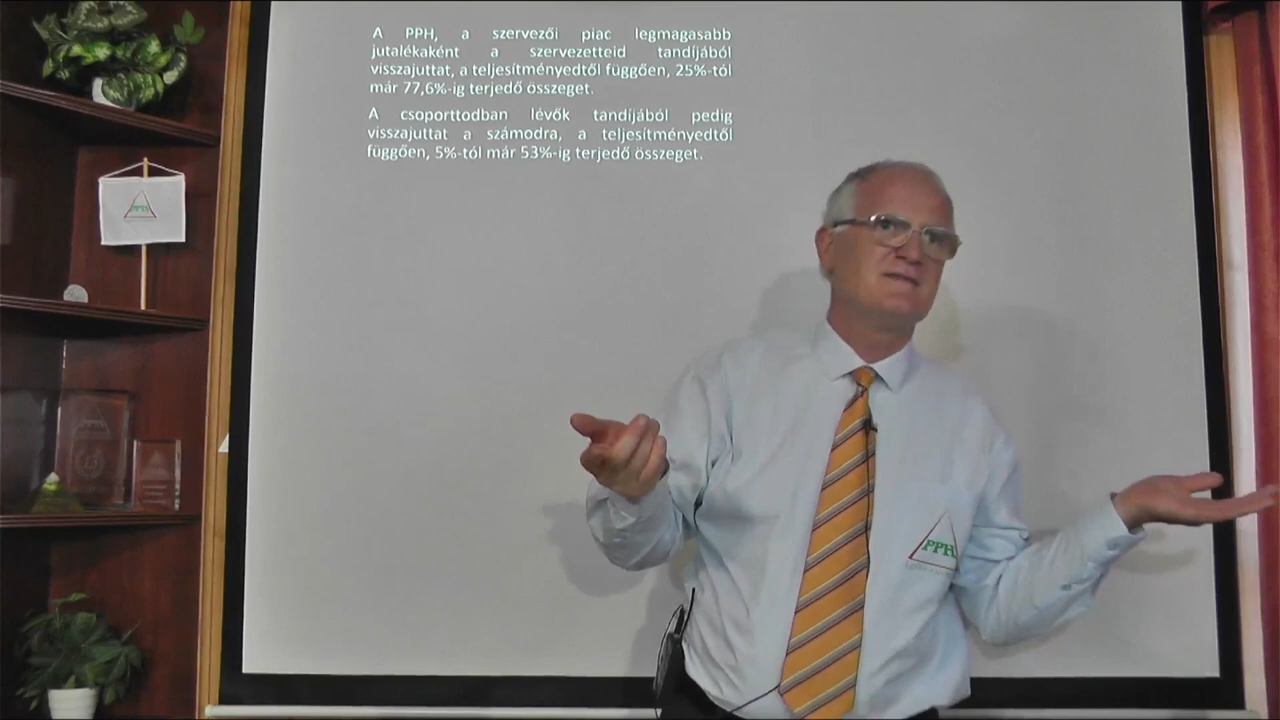 A PPH, a szervezői piac legmagasabb
jutalékaként a szervezetteid tandíjából
visszajuttat, a teljesítményedtől függően, 25%-tól
már 77,6%-ig terjedő összeget.
A csoporttodban lévők tandíjából pedig
visszajuttat a számodra, a teljesítményedtől
függően, 5%-tól már 53%-ig terjedő összeget.
PPH
PPH